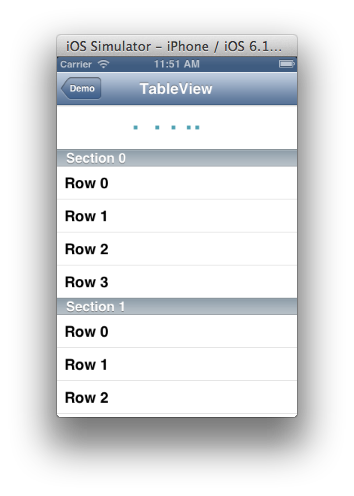 iOS Simulator – iPhone / iOS 6.1...
Carrier 11:51 AM
Demo TableView
Section 0
Row 0
Row 1
Row 2
Row 3
Section 1
Row 0
Row 1
Row 2